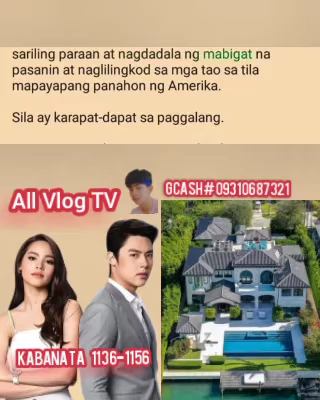 sariling paraan at nagdadala ng mabigat na
pasanin at naglilingkod sa mga tao sa tila
mapayapang panahon ng Amerika.
Sila ay karapat-dapat sa paggalang.
All Vlog TV
GCASH#09310687321
KABANATA 1136-1156